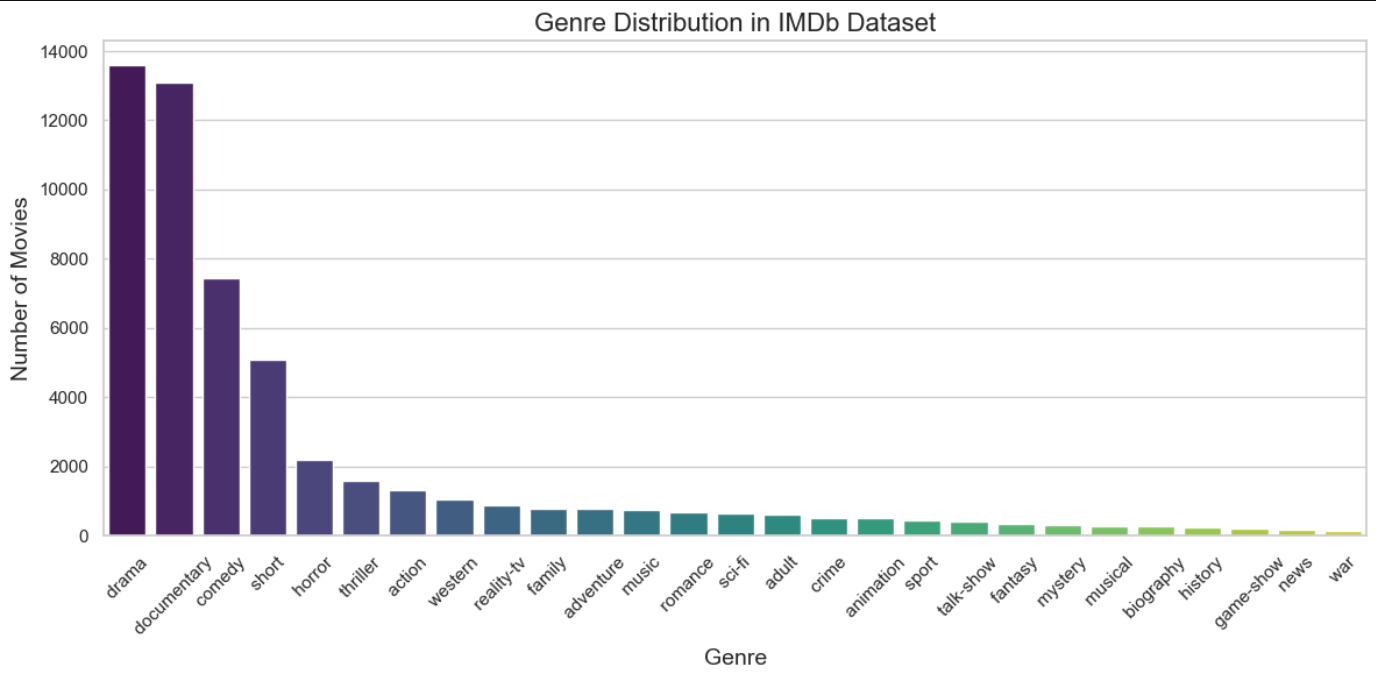 Genre Distribution in IMDb Dataset
Number of Movies
14000
12000
10000
8000
6000
4000
2000
0
drama
documentary
comedy
short
horror
thriller
action
western
reality-tv
family
adventure
music
romance
sci-fi
adult
crime
animation
sport
talk-show
fantasy
mystery
musical
biography
history
game-show
news
war
Genre